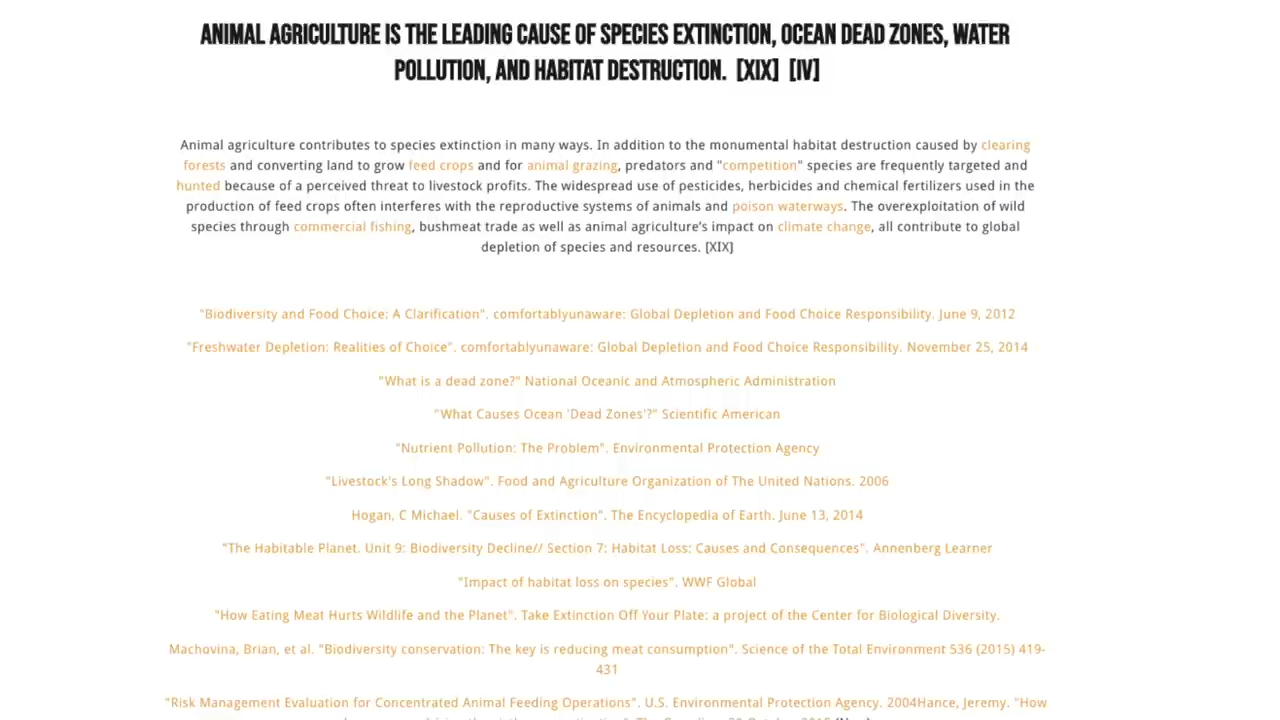 ANIMAL AGRICULTURE IS THE LEADING CAUSE OF SPECIES EXTINCTION, OCEAN DEAD ZONES, WATER
POLLUTION, AND HABITAT DESTRUCTION. [XIX] [IV]
Animal agriculture contributes to species extinction in many ways. In addition to the monumental habitat destruction caused by clearing
forests and converting land to grow feed crops and for animal grazing, predators and "competition" species are frequently targeted and
hunted because of a perceived threat to livestock profits. The widespread use of pesticides, herbicides and chemical fertilizers used in the
production of feed crops often interferes with the reproductive systems of animals and poison waterways. The overexploitation of wild
species through commercial fishing, bushmeat trade as well as animal agriculture's impact on climate change, all contribute to global
depletion of species and resources. [XIX]
"Biodiversity and Food Choice: A Clarification". comfortablyunaware: Global Depletion and Food Choice Responsibility. June 9, 2012
"Freshwater Depletion: Realities of Choice". comfortablyunaware: Global Depletion and Food Choice Responsibility. November 25, 2014
"What is a dead zone?" National Oceanic and Atmospheric Administration
"What Causes Ocean 'Dead Zones'?" Scientific American
"Nutrient Pollution: The Problem". Environmental Protection Agency
"Livestock's Long Shadow". Food and Agriculture Organization of The United Nations. 2006
Hogan, C Michael. "Causes of Extinction". The Encyclopedia of Earth. June 13, 2014
"The Habitable Planet. Unit 9: Biodiversity Decline// Section 7: Habitat Loss: Causes and Consequences". Annenberg Learner
"Impact of habitat loss on species". WWF Global
"How Eating Meat Hurts Wildlife and the Planet". Take Extinction Off Your Plate: a project of the Center for Biological Diversity.
Machovina, Brian, et al. "Biodiversity conservation: The key is reducing meat consumption". Science of the Total Environment 536 (2015) 419-
431
"Risk Management Evaluation for Concentrated Animal Feeding Operations". U.S. Environmental Protection Agency. 2004Hance, Jeremy. "How